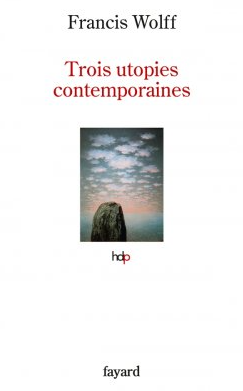 Francis Wolff
Trois utopies
contemporaines
hdp
fayard